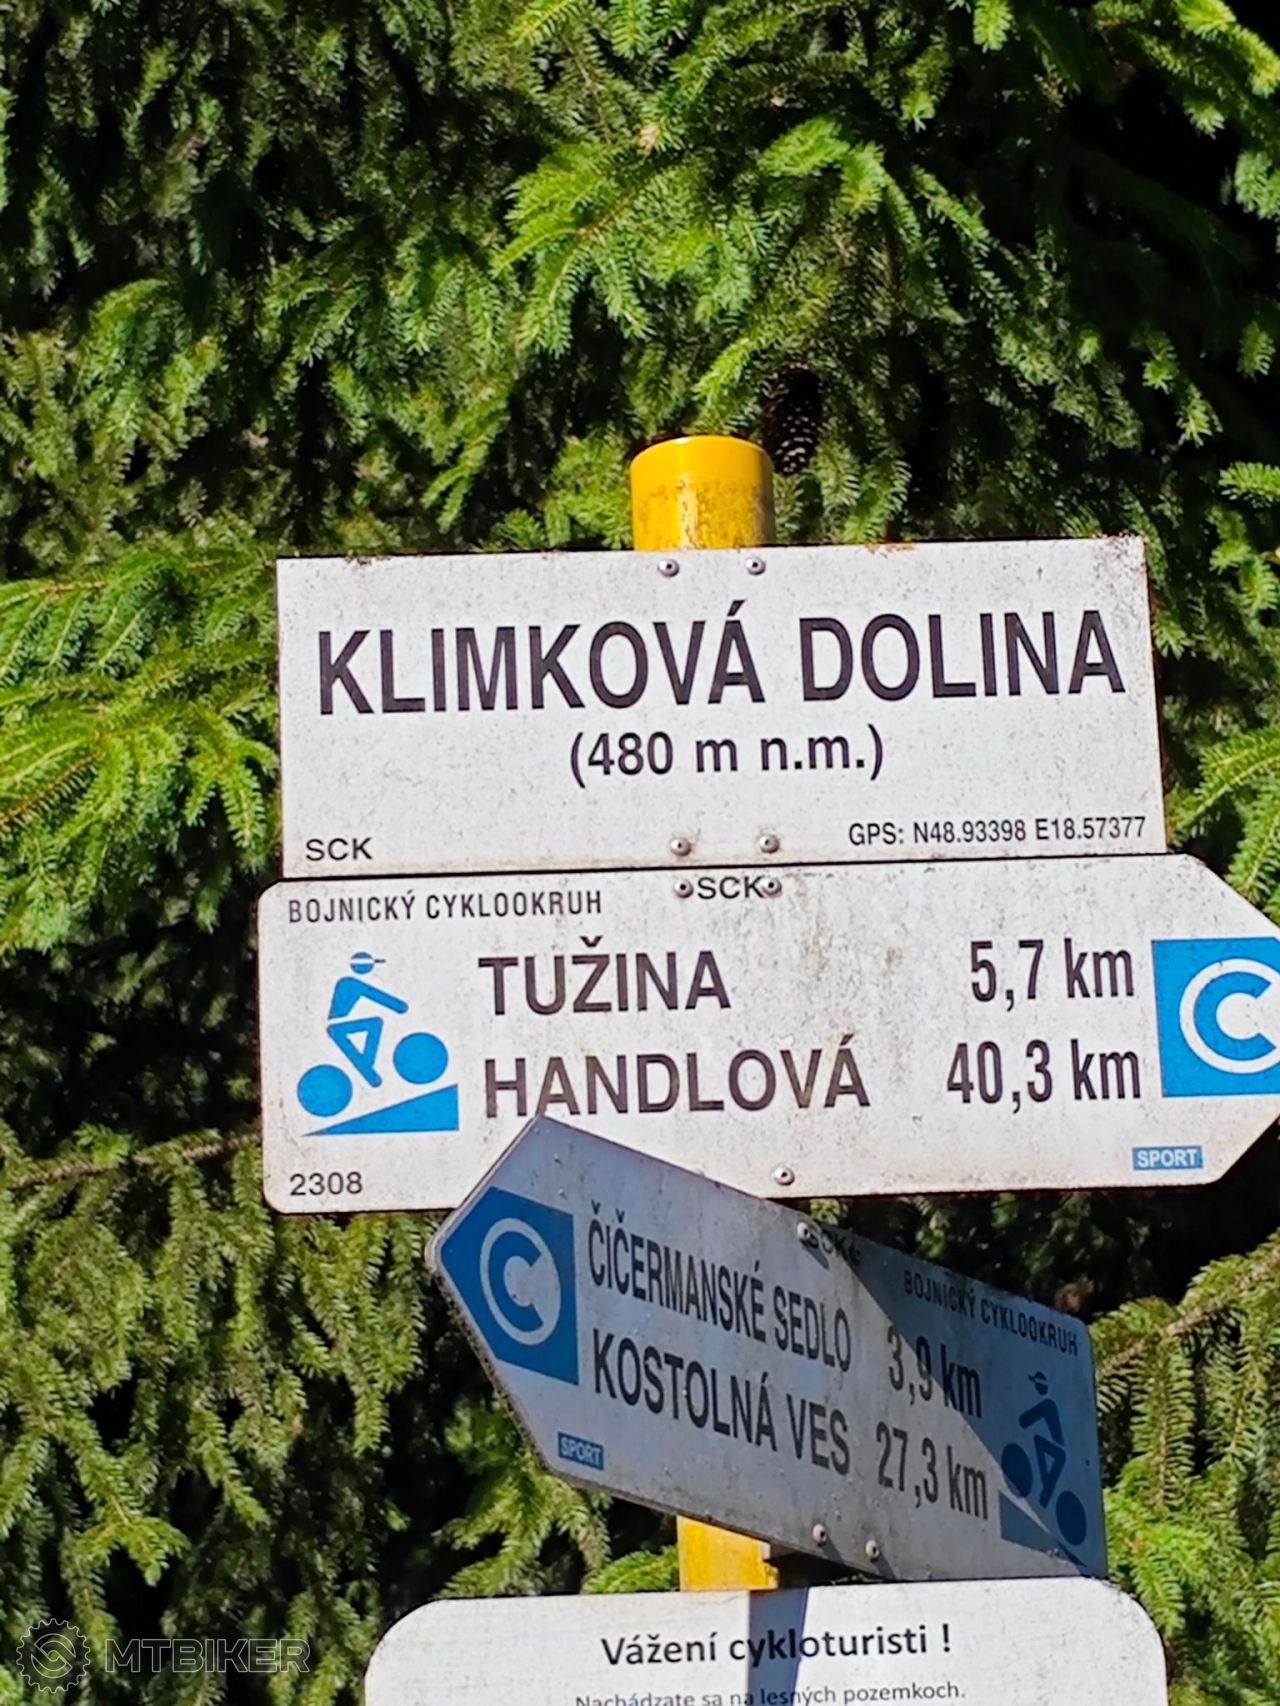 KLIMKOVÁ DOLINA
(480 m n.m.)
SCK
GPS: N48.93398 E18.57377
BOJNICKÝ CYKLOOKRUH
SCK
TUŽINA 5,7 km
HANDLOVÁ 40,3 km
C
2308
SPORT
SCK
BOJNICKÝ CYKLOOKRUH
C
ČIČERMANSKÉ SEDLO 3,9 km
KOSTOLNÁ VES 27,3 km
SPORT
Vážení cykloturisti !
Nachádzate sa na lesných pozemkoch.
MTBIKER